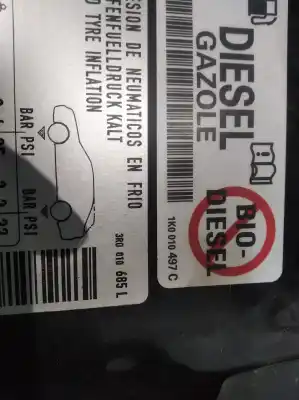 SIÓN DE NEUMATICOS EN FRIO
FENFUELLDRUCK KALT
TYRE INFLATION
BAR PSI
BAR PSI
3R0 010 685 L
DIESEL
GAZOLE
BIO-
DIESEL
1K0 010 497 C